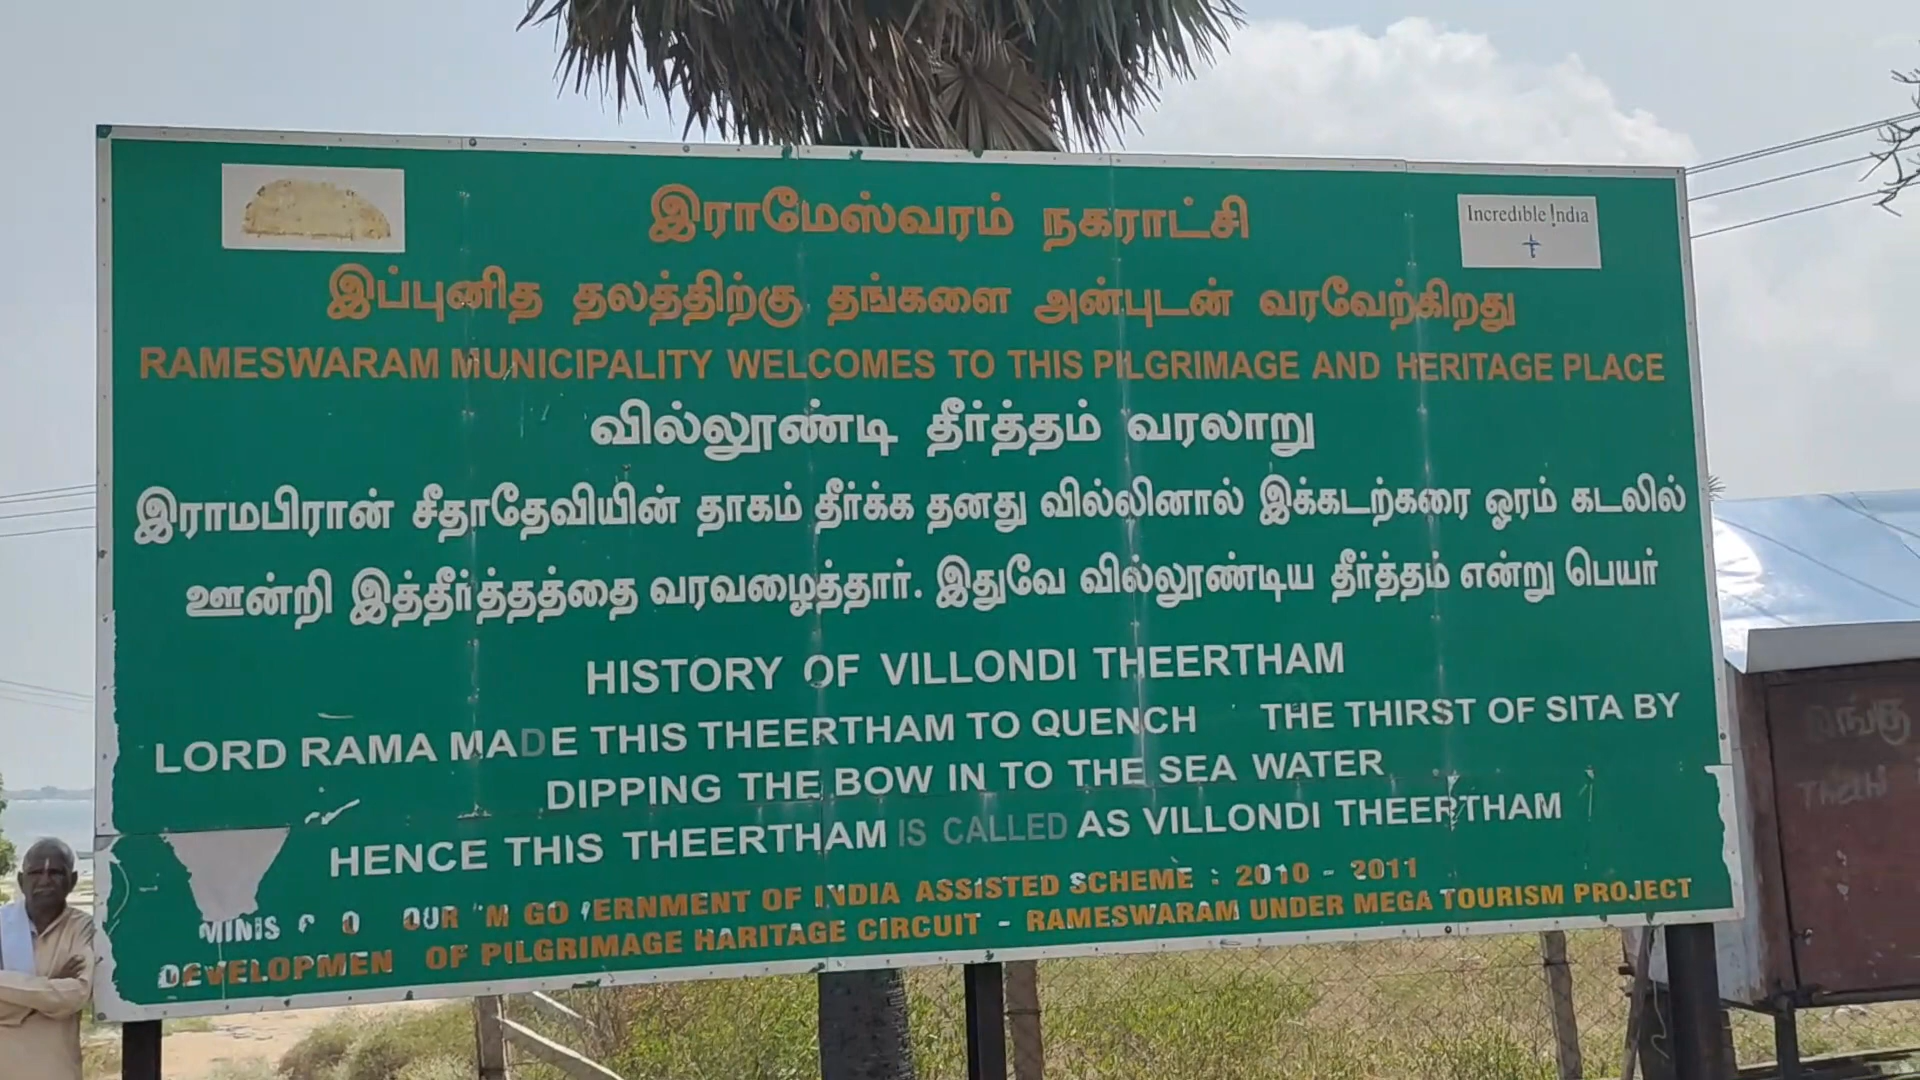 இராமேஸ்வரம் நகராட்சி
Incredible !ndia
இப்புனித தலத்திற்கு தங்களை அன்புடன் வரவேற்கிறது
RAMESWARAM MUNICIPALITY WELCOMES TO THIS PILGRIMAGE AND HERITAGE PLACE
வில்லூண்டி தீர்த்தம் வரலாறு
இராமபிரான் சீதாதேவியின் தாகம் தீர்க்க தனது வில்லினால் இக்கடற்கரை ஓரம் கடலில்
ஊன்றி இத்தீர்த்தத்தை வரவழைத்தார். இதுவே வில்லூண்டிய தீர்த்தம் என்று பெயர்
HISTORY OF VILLONDI THEERTHAM
LORD RAMA MADE THIS THEERTHAM TO QUENCH THE THIRST OF SITA BY
DIPPING THE BOW IN TO THE SEA WATER
HENCE THIS THEERTHAM IS CALLED AS VILLONDI THEERTHAM
GOVERNMENT OF INDIA ASSISTED SCHEME : 2010 - 2011
DEVELOPMEN OF PILGRIMAGE HARITAGE CIRCUIT - RAMESWARAM UNDER MEGA TOURISM PROJECT